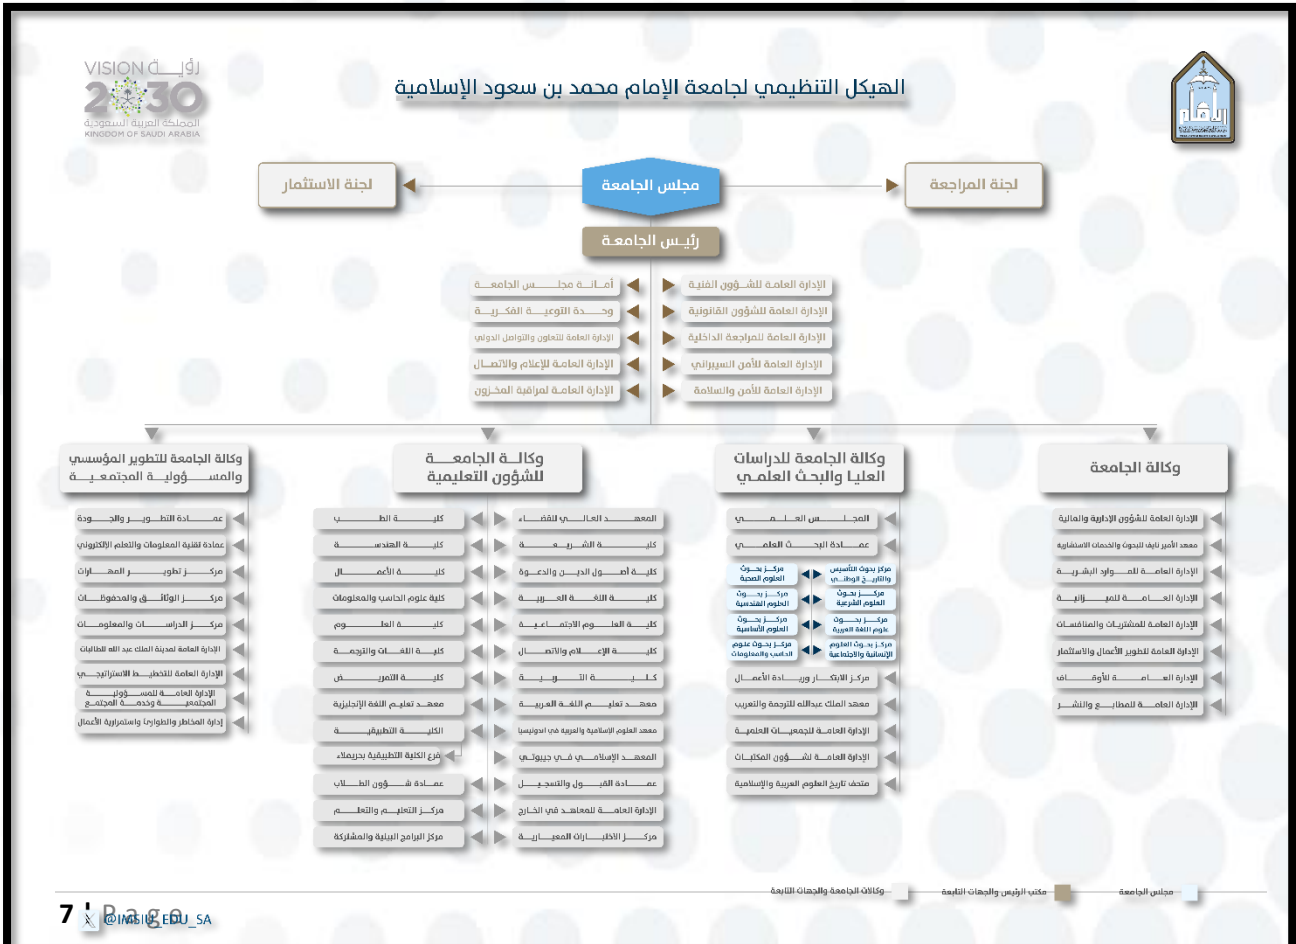 رؤيــة VISION
2030
المملكة العربية السعودية
KINGDOM OF SAUDI ARABIA
الهيكل التنظيمي لجامعة الإمام محمد بن سعود الإسلامية
الإمام
لجنة المراجعة
مجلس الجامعة
لجنة الاستثمار
رئيس الجامعة
الإدارة العامة للشؤون الفنية
أمانة مجلس الجامعة
الإدارة العامة للشؤون القانونية
وحدة التوعية الفكرية
الإدارة العامة للمراجعة الداخلية
الإدارة العامة للتعاون والتواصل الدولي
الإدارة العامة للأمن السيبراني
الإدارة العامة للإعلام والاتصال
الإدارة العامة للأمن والسلامة
الإدارة العامة لمراقبة المخزون
وكالة الجامعة
الإدارة العامة للشؤون الإدارية والمالية
معهد الأمير نايف للبحوث والخدمات الاستشارية
الإدارة العامة للموارد البشرية
الإدارة العامة للميزانية
الإدارة العامة للمشتريات والمنافسات
الإدارة العامة لتطوير الأعمال والاستثمار
الإدارة العامة للأوقاف
الإدارة العامة للمطابع والنشر
وكالة الجامعة للدراسات
العليا والبحث العلمي
المجلس العلمي
عمادة البحث العلمي
مركز بحوث التأسيس
والتاريخ الوطني
مركز بحوث
العلوم الصحية
مركز بحوث
العلوم الشرعية
مركز بحوث
العلوم الهندسية
مركز بحوث
علوم اللغة العربية
مركز بحوث
العلوم الأساسية
مركز بحوث العلوم
الإنسانية والاجتماعية
مركز بحوث علوم
الحاسب والمعلومات
مركز الابتكار وريادة الأعمال
معهد الملك عبدالله للترجمة والتعريب
الإدارة العامة للجمعيات العلمية
الإدارة العامة لشؤون المكتبات
متحف تاريخ العلوم العربية والإسلامية
وكالة الجامعة
للشؤون التعليمية
المعهد العالي للقضاء
كلية الطب
كلية الشريعة
كلية الهندسة
كلية أصول الدين والدعوة
كلية الأعمال
كلية اللغة العربية
كلية علوم الحاسب والمعلومات
كلية العلوم الاجتماعية
كلية العلوم
كلية الإعلام والاتصال
كلية اللغات والترجمة
كلية التربية
كلية التمريض
معهد تعليم اللغة العربية
معهد تعليم اللغة الإنجليزية
معهد العلوم الإسلامية والعربية في اندونيسيا
الكلية التطبيقية
المعهد الإسلامي في جيبوتي
فرع الكلية التطبيقية بحريملاء
عمادة القبول والتسجيل
عمادة شؤون الطلاب
الإدارة العامة للمعاهد في الخارج
مركز التعليم والتعلم
مركز الاختبارات المعيارية
مركز البرامج البينية والمشتركة
وكالة الجامعة للتطوير المؤسسي
والمسؤولية المجتمعية
عمادة التطوير والجودة
عمادة تقنية المعلومات والتعلم الإلكتروني
مركز تطوير المهارات
مركز الوثائق والمحفوظات
مركز الدراسات والمعلومات
الإدارة العامة لمدينة الملك عبد الله للطالبات
الإدارة العامة للتخطيط الاستراتيجي
الإدارة العامة للمسؤولية
المجتمعية وخدمة المجتمع
إدارة المخاطر والطوارئ واستمرارية الأعمال
مجلس الجامعة
مكتب الرئيس والجهات التابعة
وكالات الجامعة والجهات التابعة
7 | Page
@IMSIU_EDU_SA